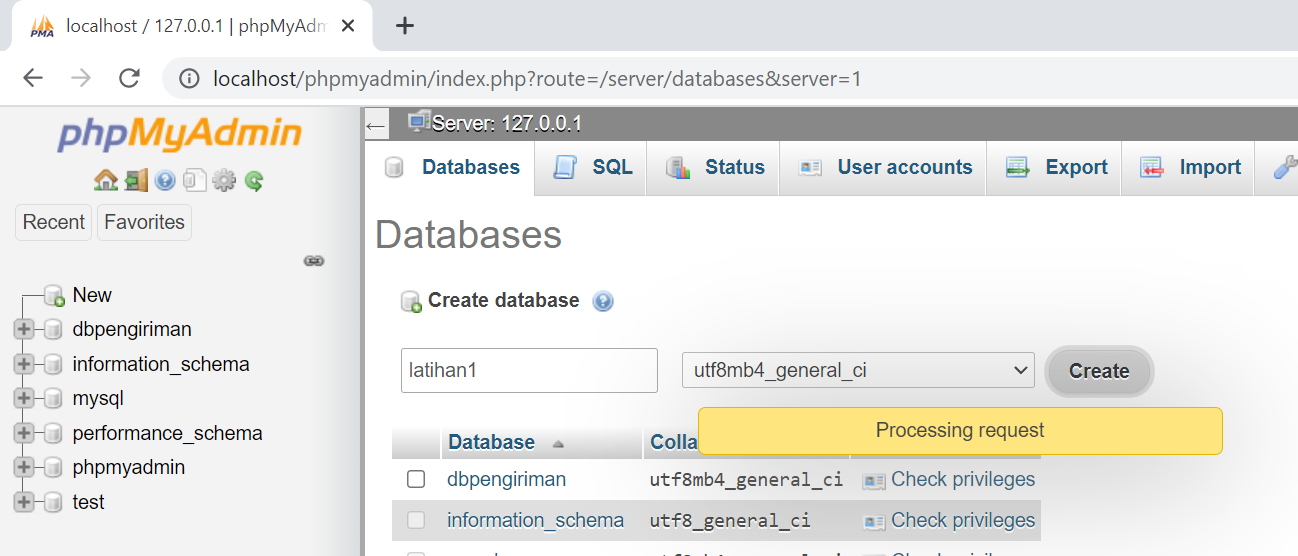 PMA localhost / 127.0.0.1 | phpMyAdm
localhost/phpmyadmin/index.php?route=/server/databases&server=1
phpMyAdmin
Recent Favorites
New
dbpengiriman
information_schema
mysql
performance_schema
phpmyadmin
test
Server: 127.0.0.1
Databases SQL Status User accounts Export Import
Databases
Create database
latihan1 utf8mb4_general_ci Create
Processing request
Database Colla
dbpengiriman utf8mb4_general_ci Check privileges
information_schema utf8_general_ci Check privileges